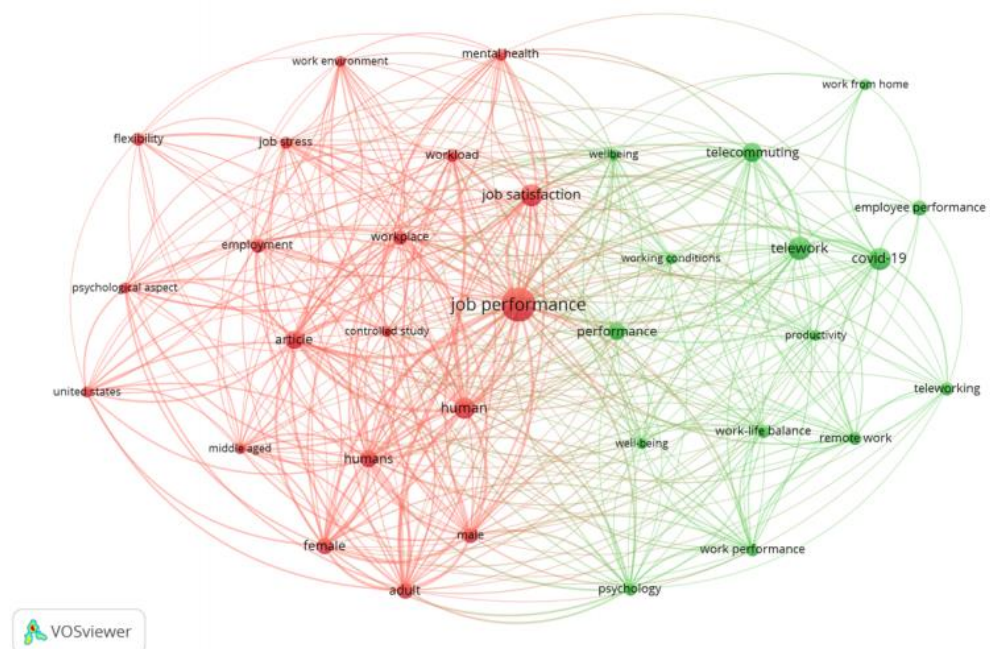 mental health
work environment
work from home
flexibility
job stress
workload
wellbeing
telecommuting
job satisfaction
employee performance
workplace
employment
telework
working conditions
covid-19
psychological aspect
job performance
controlled study
performance
productivity
article
united states
teleworking
human
work-life balance
remote work
well-being
middle aged
humans
male
female
work performance
adult
psychology
VOSviewer